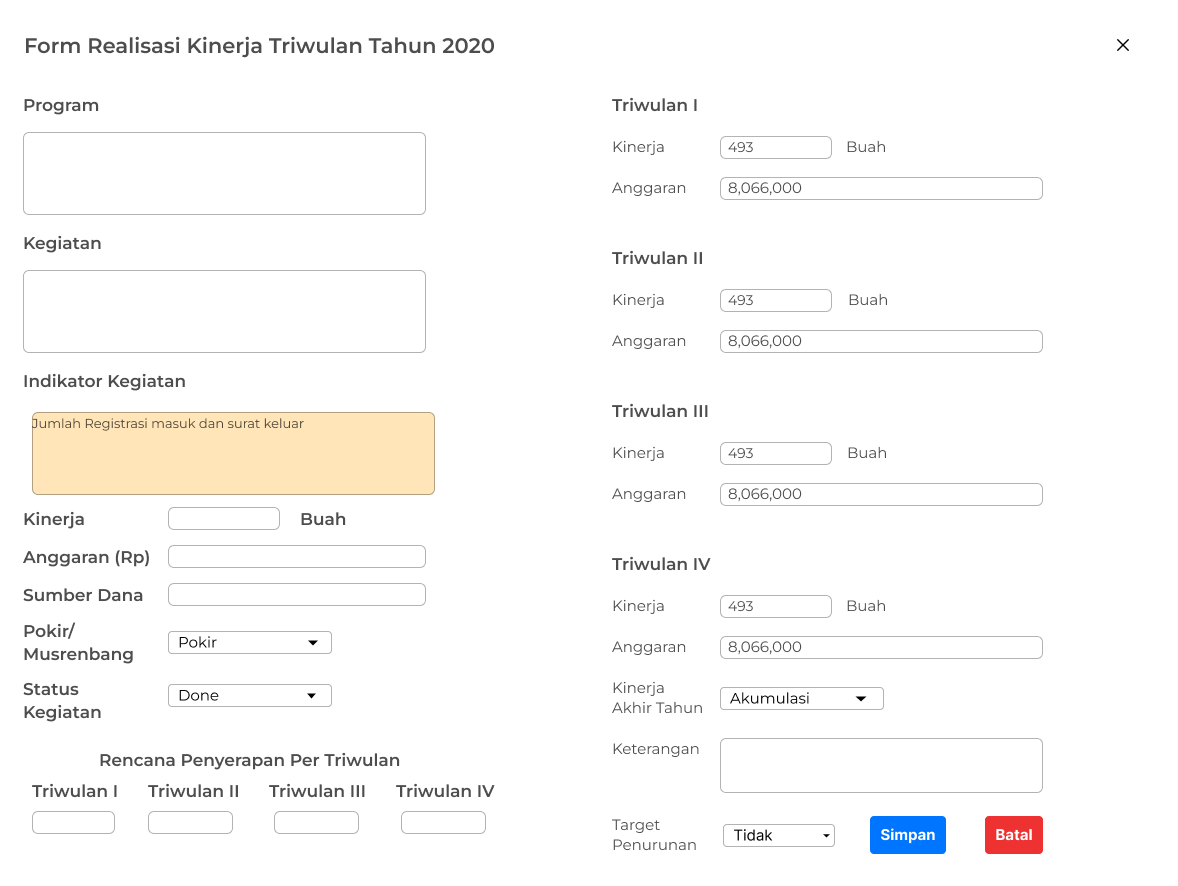 Form Realisasi Kinerja Triwulan Tahun 2020
Program
Kegiatan
Indikator Kegiatan
Jumlah Registrasi masuk dan surat keluar
Kinerja Buah
Anggaran (Rp)
Sumber Dana
Pokir/
Musrenbang
Pokir
Status
Kegiatan
Done
Rencana Penyerapan Per Triwulan
Triwulan I Triwulan II Triwulan III Triwulan IV
Triwulan I
Kinerja 493 Buah
Anggaran 8,066,000
Triwulan II
Kinerja 493 Buah
Anggaran 8,066,000
Triwulan III
Kinerja 493 Buah
Anggaran 8,066,000
Triwulan IV
Kinerja 493 Buah
Anggaran 8,066,000
Kinerja
Akhir Tahun
Akumulasi
Keterangan
Target
Penurunan
Tidak Simpan Batal